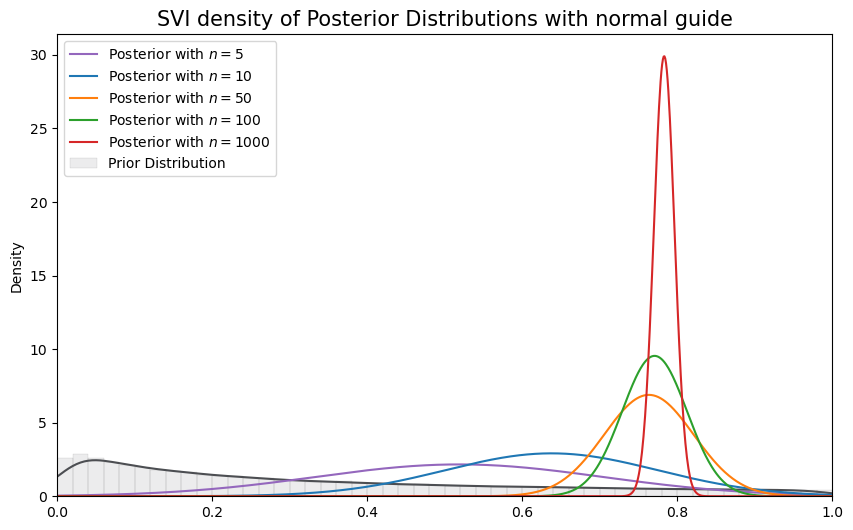 SVI density of Posterior Distributions with normal guide
Posterior with n = 5
Posterior with n = 10
Posterior with n = 50
Posterior with n = 100
Posterior with n = 1000
Prior Distribution
Density
30
25
20
15
10
5
0
0.0 0.2 0.4 0.6 0.8 1.0